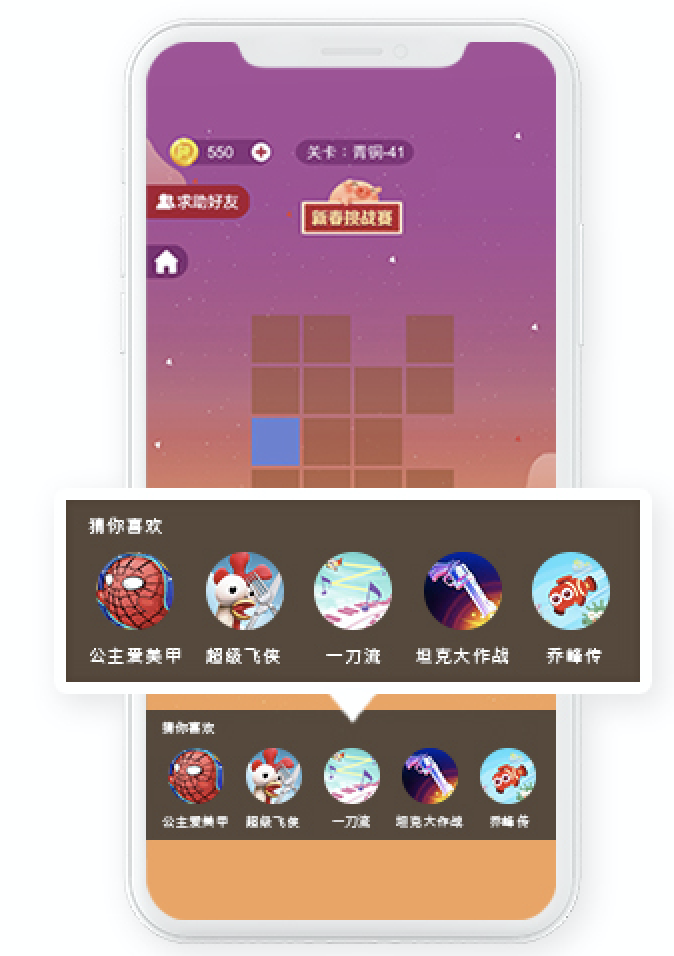 550
关卡：青铜-41
求助好友
新春挑战赛
猜你喜欢
公主爱美甲 超级飞侠 一刀流 坦克大作战 乔峰传
猜你喜欢
公主爱美甲 超级飞侠 一刀流 坦克大作战 乔峰传